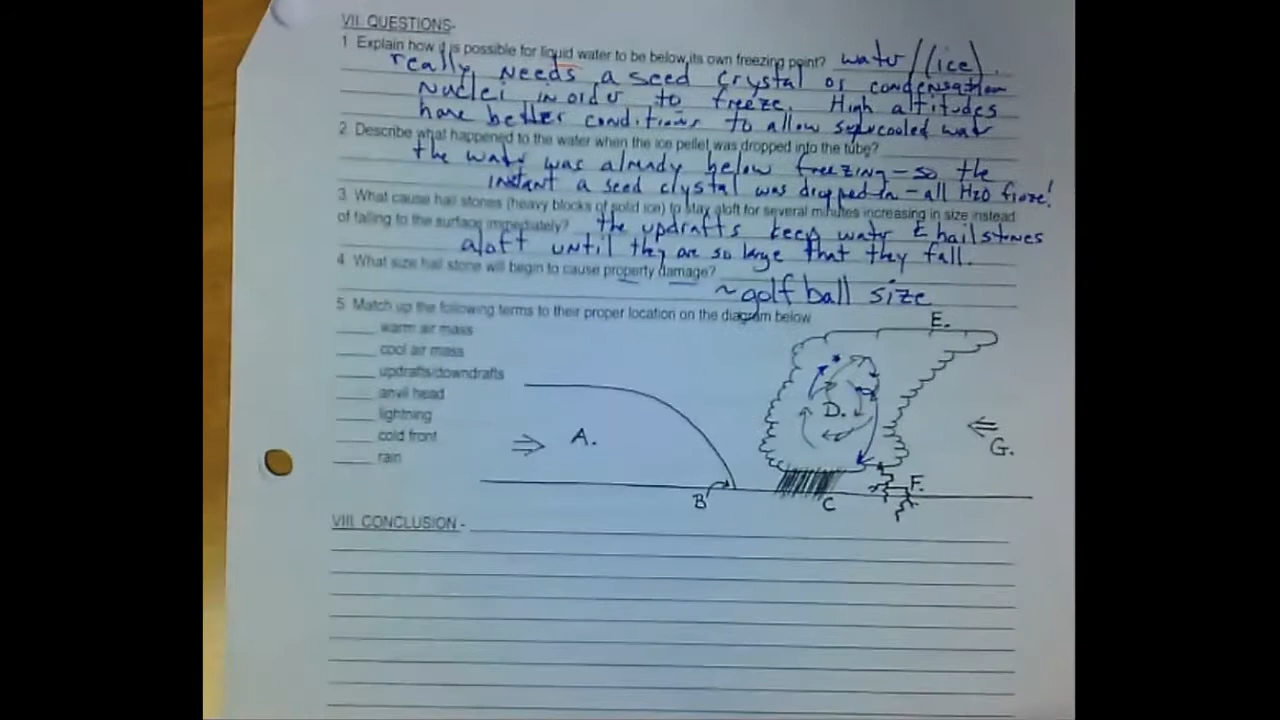 VII. QUESTIONS-
1. Explain how it is possible for liquid water to be below its own freezing point? water/(ice).
really needs a seed crystal or condensation
nuclei in order to freeze. High altitudes
have better conditions to allow supercooled water
2. Describe what happened to the water when the ice pellet was dropped into the tube?
the water was already below freezing-so the
instant a seed crystal was dropped in - all H2O froze!
3. What cause hail stones (heavy blocks of solid ice) to stay aloft for several minutes increasing in size instead
of falling to the surface immediately? the updrafts keep water & hailstones
aloft until they are so large that they fall.
4. What size hail stone will begin to cause property damage?
~golf ball size
5. Match up the following terms to their proper location on the diagram below
warm air mass
cool air mass
updrafts/downdrafts
anvil head
lightning
cold front
rain
E.
D.
A.
G.
B
C
F.
VIII. CONCLUSION -